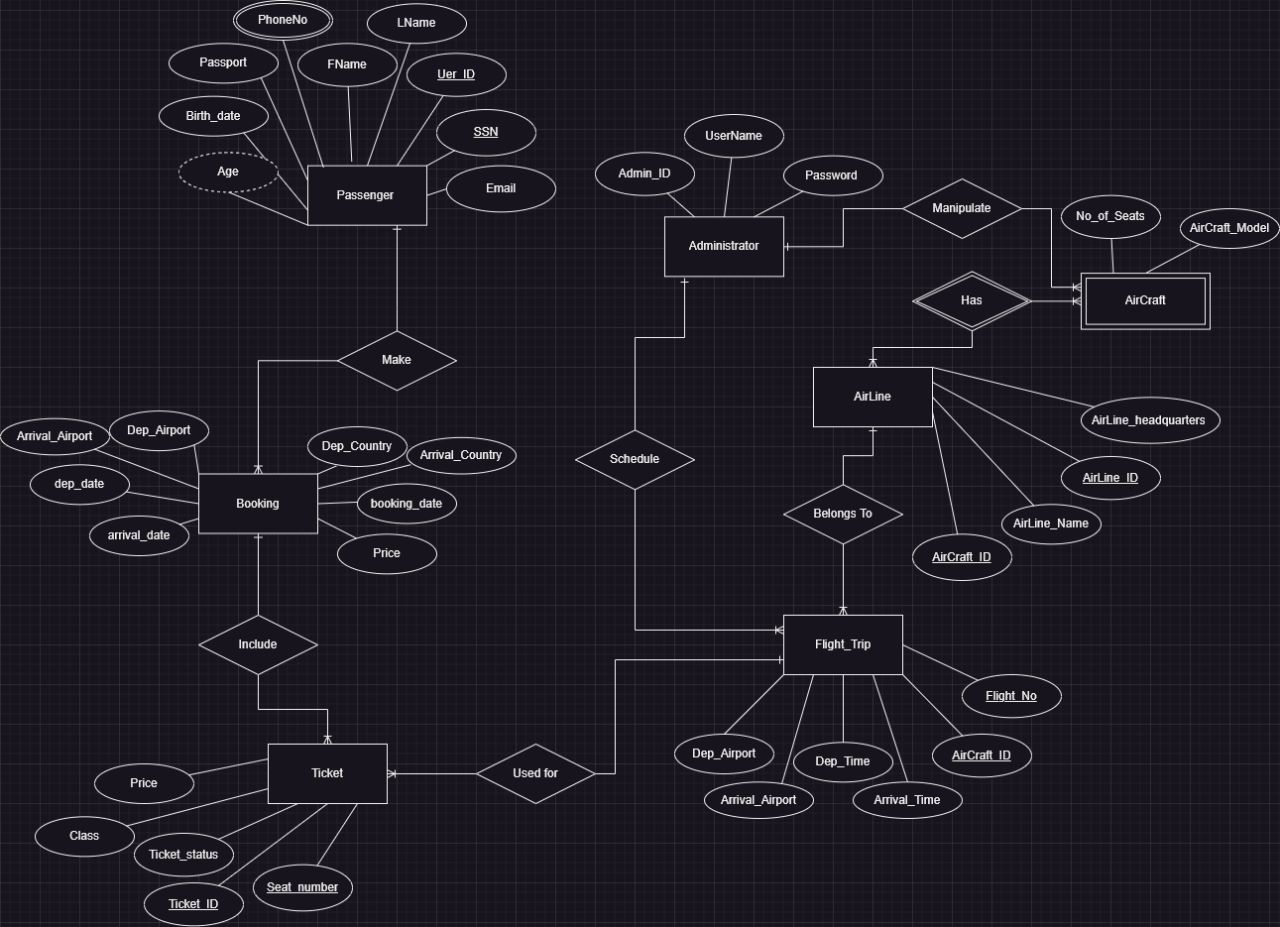 PhoneNo
LName
Passport
FName
Uer_ID
Birth_date
SSN
Age
Passenger
Email
UserName
Admin_ID
Password
Administrator
Manipulate
No_of_Seats
AirCraft_Model
Has
AirCraft
Make
AirLine
AirLine_headquarters
Arrival_Airport
Dep_Airport
Dep_Country
Arrival_Country
Schedule
AirLine_ID
dep_date
Booking
booking_date
Belongs To
AirLine_Name
arrival_date
Price
AirCraft_ID
Include
Flight_Trip
Flight_No
Dep_Airport
Dep_Time
AirCraft_ID
Price
Ticket
Used for
Arrival_Airport
Arrival_Time
Class
Ticket_status
Seat_number
Ticket_ID